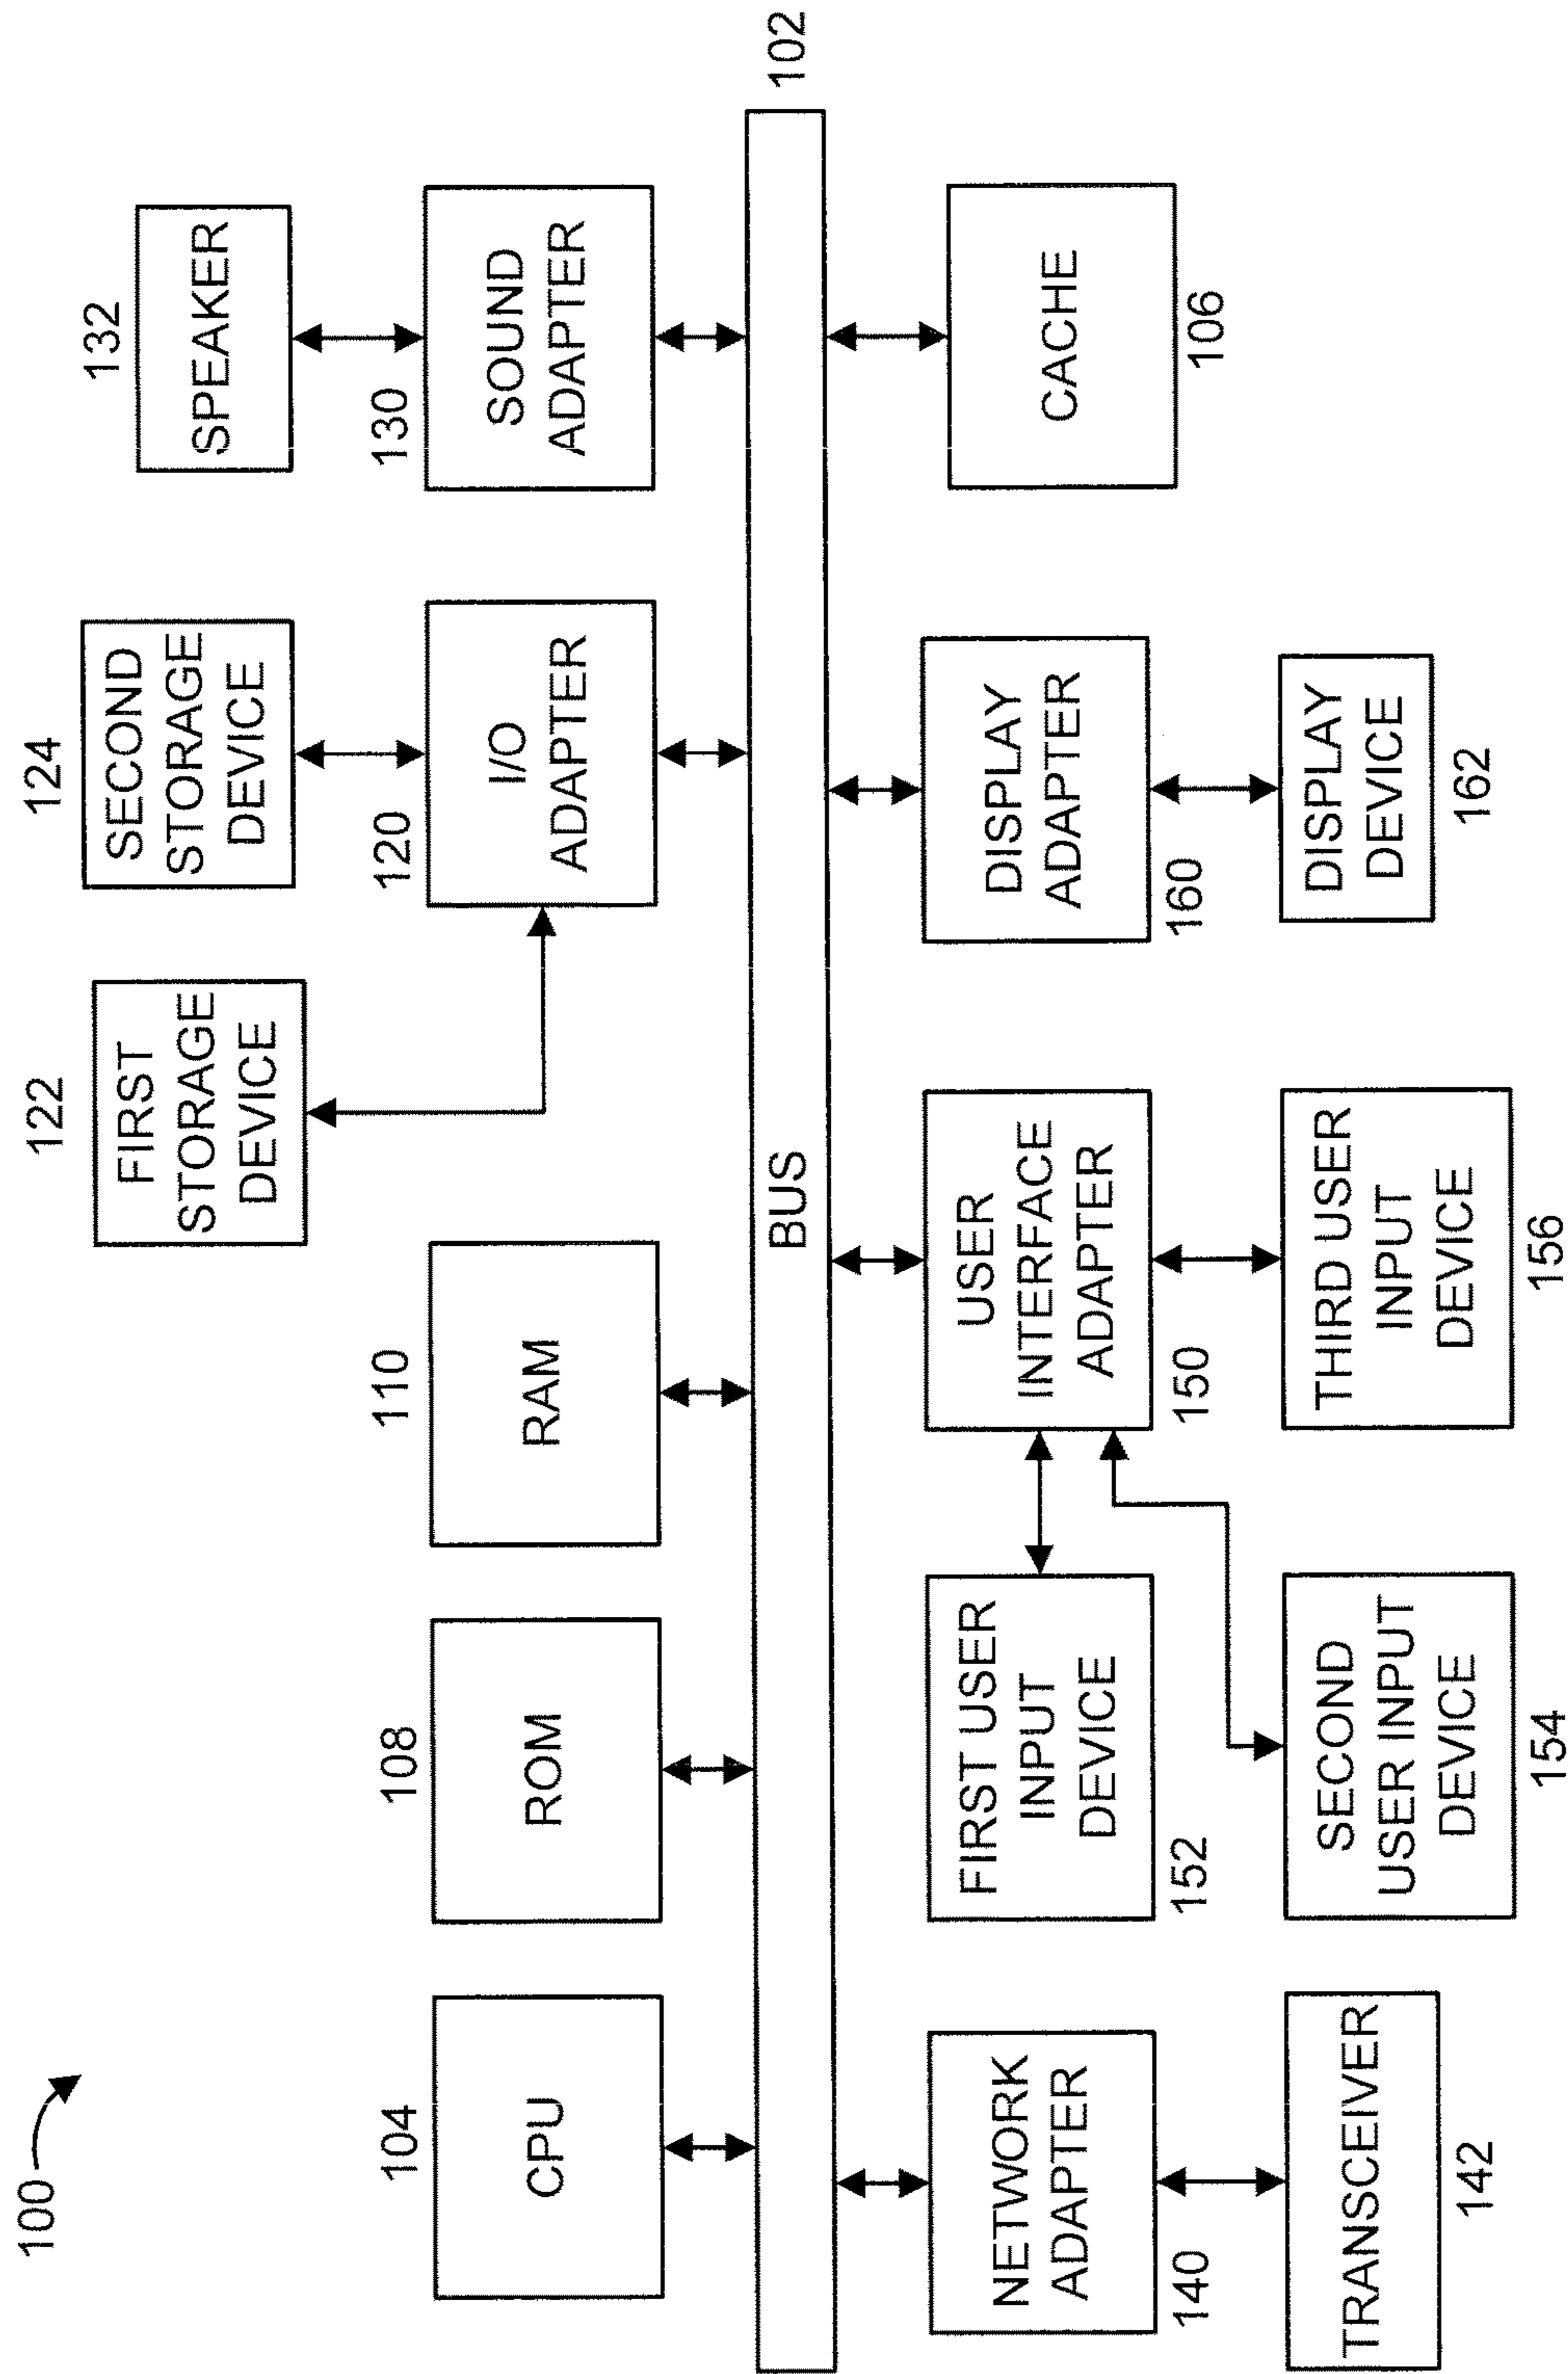 100
122
FIRST
STORAGE
DEVICE
124
SECOND
STORAGE
DEVICE
132
SPEAKER
104
CPU
108
ROM
110
RAM
120
I/O
ADAPTER
130
SOUND
ADAPTER
BUS
102
NETWORK
ADAPTER
140
FIRST USER
INPUT
DEVICE
152
USER
INTERFACE
ADAPTER
150
DISPLAY
ADAPTER
160
CACHE
106
TRANSCEIVER
142
SECOND
USER INPUT
DEVICE
154
THIRD USER
INPUT
DEVICE
156
DISPLAY
DEVICE
162